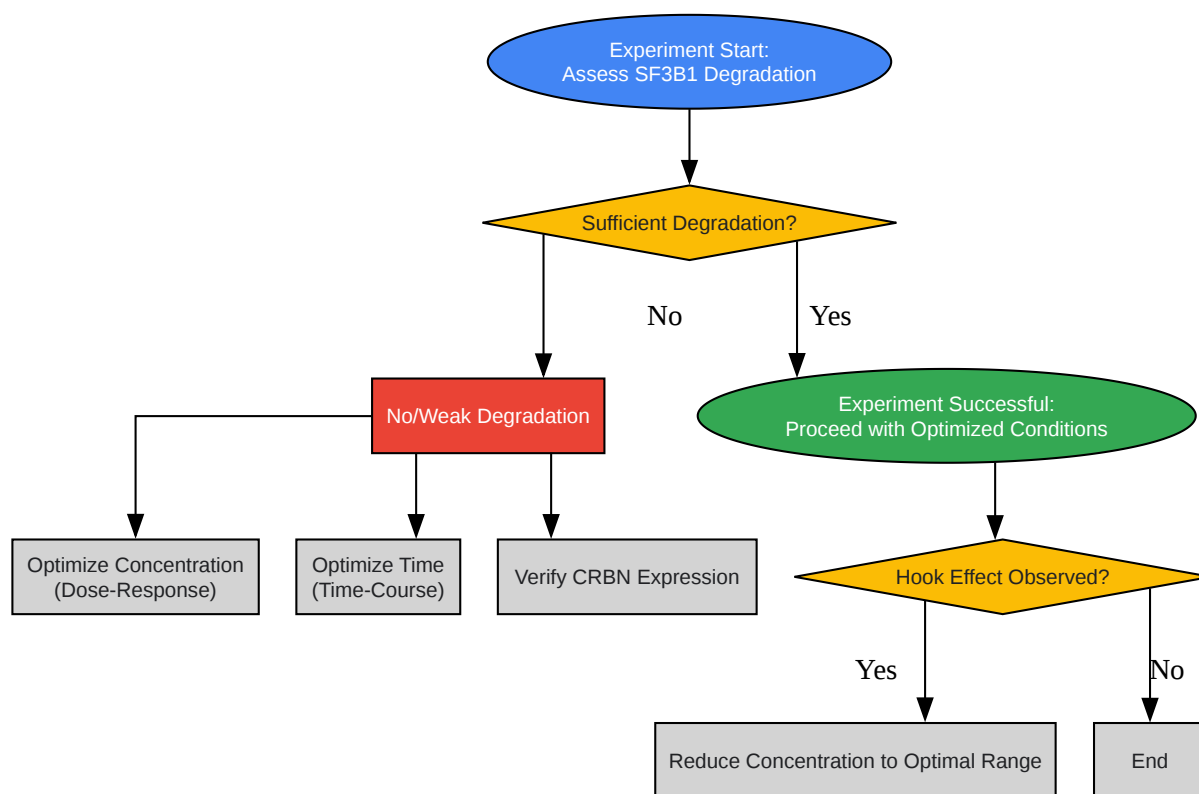 Experiment Start:
Assess SF3B1 Degradation
Sufficient Degradation?
No
Yes
No/Weak Degradation
Experiment Successful:
Proceed with Optimized Conditions
Optimize Concentration
(Dose-Response)
Optimize Time
(Time-Course)
Verify CRBN Expression
Hook Effect Observed?
Yes
No
Reduce Concentration to Optimal Range
End